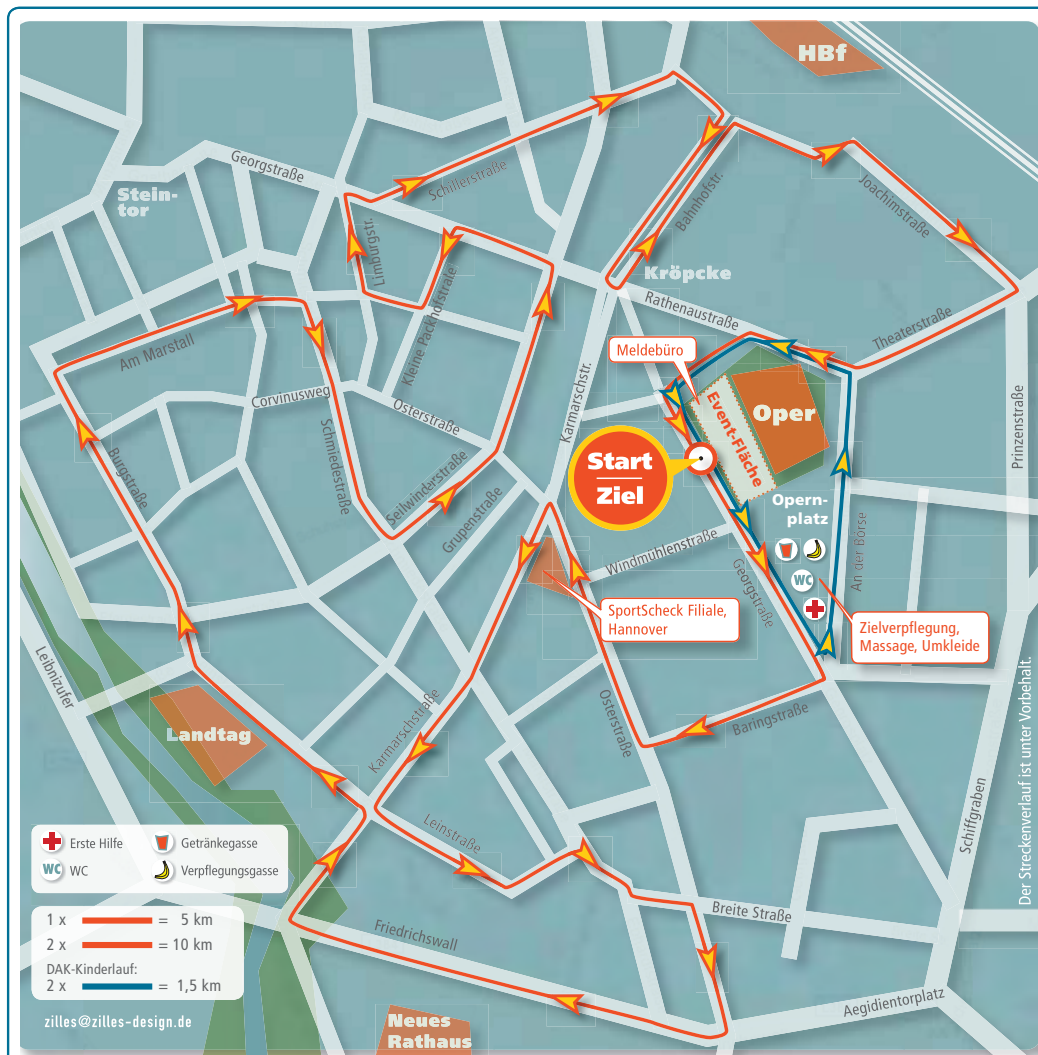 HBf
Georgstraße
Schillerstraße
Stein-
tor
Limburgstr.
Bahnhofstr.
Joachimstraße
Kleine Packhofstraße
Kröpcke
Rathenaustraße
Theaterstraße
Am Marstall
Meldebüro
Karmarschstr.
Corvinusweg
Osterstraße
Event-Fläche
Oper
Prinzenstraße
Burgstraße
Schmiedestraße
Seilwinderstraße
Grupenstraße
Start
Ziel
Opern-
platz
Windmühlenstraße
Georgstraße
An der Börse
WC
SportScheck Filiale,
Hannover
Zielverpflegung,
Massage, Umkleide
Leibnizufer
Landtag
Karmarschstraße
Osterstraße
Baringstraße
Leinstraße
Schiffgraben
Der Streckenverlauf ist unter Vorbehalt.
Erste Hilfe
Getränkegasse
WC WC
Verpflegungsgasse
Breite Straße
Friedrichswall
1 x = 5 km
2 x = 10 km
DAK-Kinderlauf:
2 x = 1,5 km
Aegidientorplatz
zilles@zilles-design.de
Neues
Rathaus